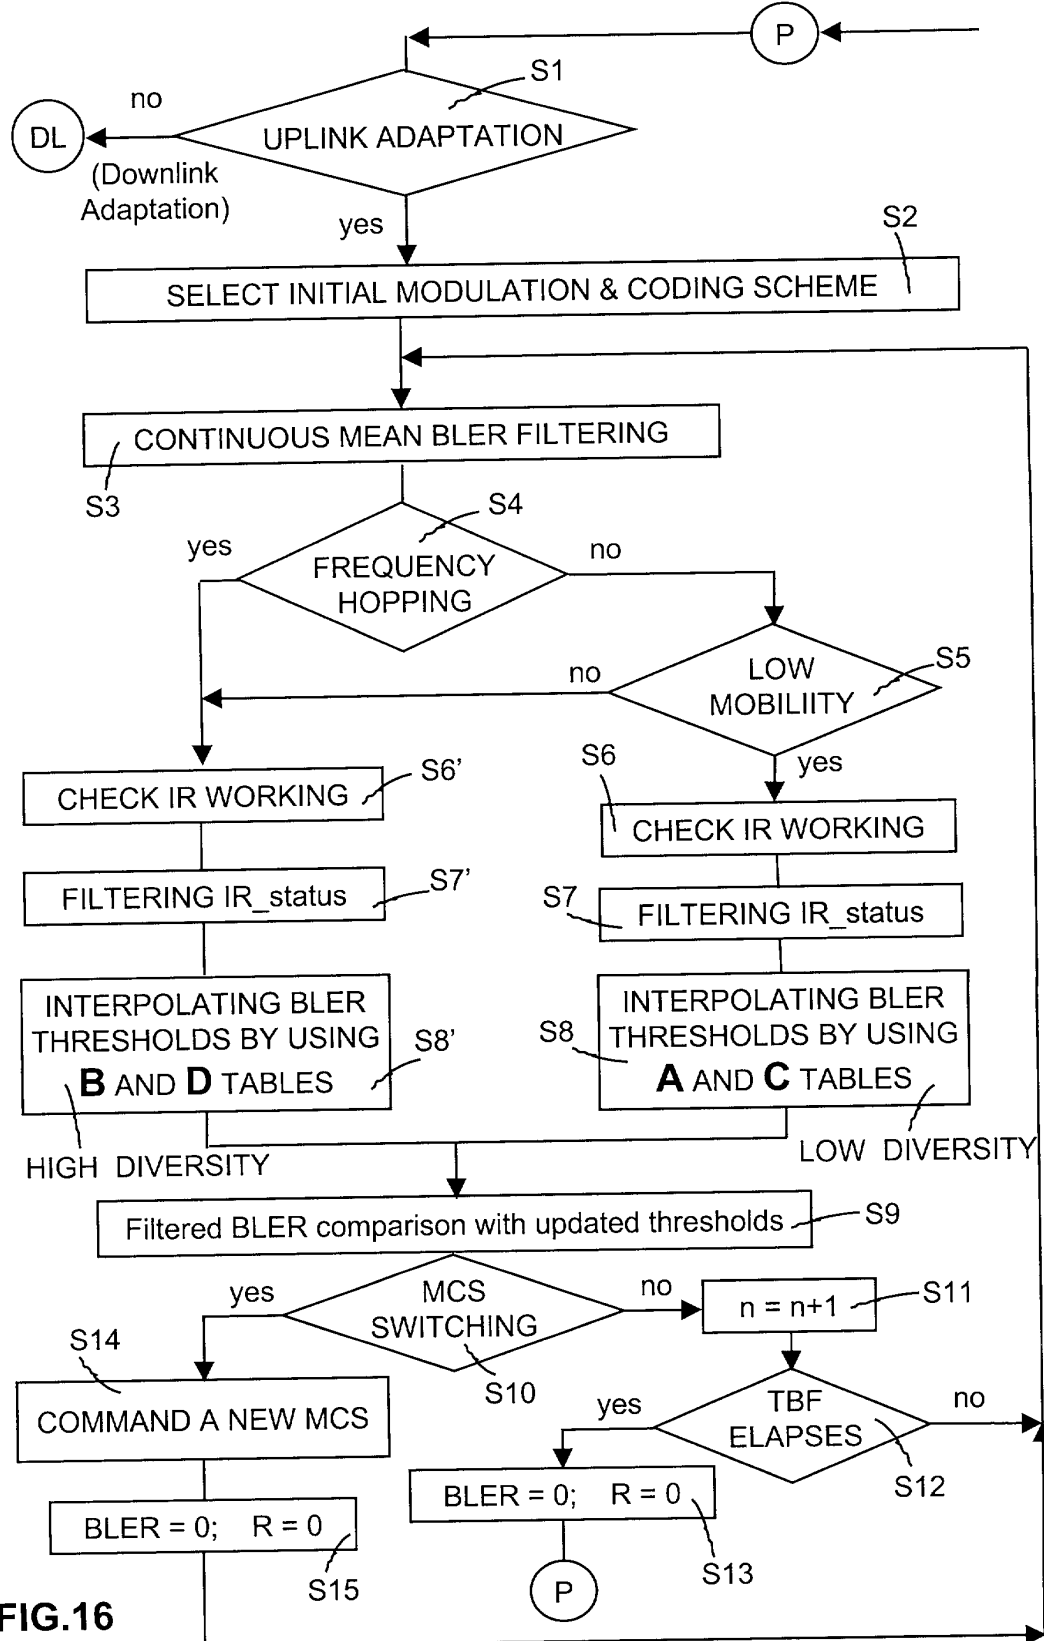 P
S1
no
DL
UPLINK ADAPTATION
(Downlink
Adaptation)
yes
S2
SELECT INITIAL MODULATION & CODING SCHEME
CONTINUOUS MEAN BLER FILTERING
S3
S4
yes
no
FREQUENCY
HOPPING
S5
no
LOW
MOBILIITY
S6'
S6
yes
CHECK IR WORKING
CHECK IR WORKING
S7'
FILTERING IR_status
S7
FILTERING IR_status
INTERPOLATING BLER
THRESHOLDS BY USING
B AND D TABLES
S8'
S8
INTERPOLATING BLER
THRESHOLDS BY USING
A AND C TABLES
HIGH DIVERSITY
LOW DIVERSITY
Filtered BLER comparison with updated thresholds
S9
yes
MCS
SWITCHING
no
n = n+1
S11
S14
S10
COMMAND A NEW MCS
yes
TBF
ELAPSES
no
S12
BLER = 0; R = 0
BLER = 0; R = 0
S13
S15
P
FIG.16